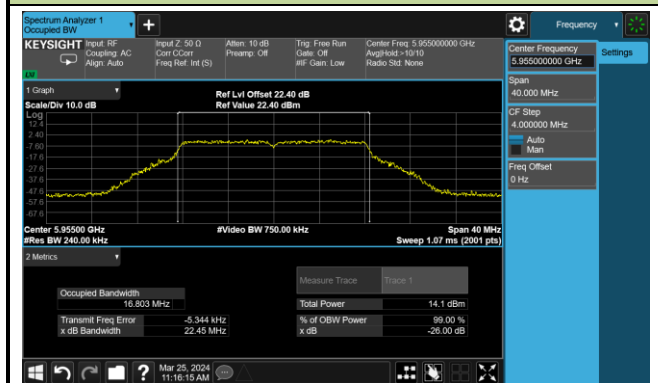 Spectrum Analyzer 1
Occupied BW
Frequency
KEYSIGHT
Input: RF
Coupling: AC
Align: Auto
Input Z: 50 Ω
Corr CCorr
Freq Ref: Int (S)
Atten: 10 dB
Preamp: Off
Trig: Free Run
Gate: Off
#IF Gain: Low
Center Freq: 5.955000000 GHz
Avg|Hold:>10/10
Radio Std: None
Center Frequency
5.955000000 GHz
Settings
Span
40.000 MHz
CF Step
4.000000 MHz
Auto
Man
Freq Offset
0 Hz
1 Graph
Scale/Div 10.0 dB
Ref Lvl Offset 22.40 dB
Ref Value 22.40 dBm
Log
12.4
2.40
-7.60
-17.6
-27.6
-37.6
-47.6
-57.6
-67.6
Center 5.95500 GHz
#Res BW 240.00 kHz
#Video BW 750.00 kHz
Span 40 MHz
Sweep 1.07 ms (2001 pts)
2 Metrics
Measure Trace
Trace 1
Occupied Bandwidth
16.803 MHz
Total Power
14.1 dBm
Transmit Freq Error
-5.344 kHz
% of OBW Power
99.00 %
x dB Bandwidth
22.45 MHz
x dB
-26.00 dB
?
Mar 25, 2024
11:16:15 AM